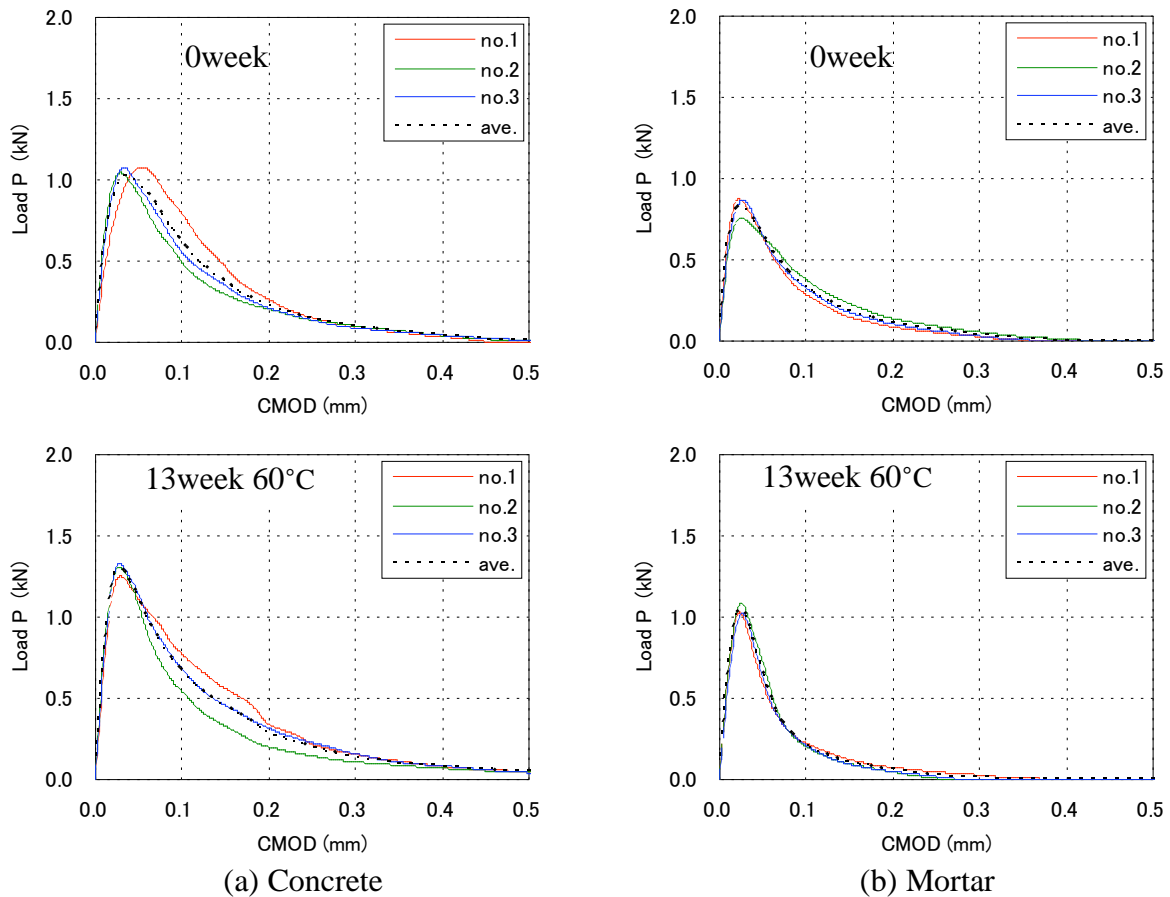 2.0
1.5
1.0
0.5
0.0
Load P (kN)
0week
no.1
no.2
no.3
ave.
0.0 0.1 0.2 0.3 0.4 0.5
CMOD (mm)
2.0
1.5
1.0
0.5
0.0
Load P (kN)
0week
no.1
no.2
no.3
ave.
0.0 0.1 0.2 0.3 0.4 0.5
CMOD (mm)
2.0
1.5
1.0
0.5
0.0
Load P (kN)
13week 60°C
no.1
no.2
no.3
ave.
0.0 0.1 0.2 0.3 0.4 0.5
CMOD (mm)
(a) Concrete
2.0
1.5
1.0
0.5
0.0
Load P (kN)
13week 60°C
no.1
no.2
no.3
ave.
0.0 0.1 0.2 0.3 0.4 0.5
CMOD (mm)
(b) Mortar